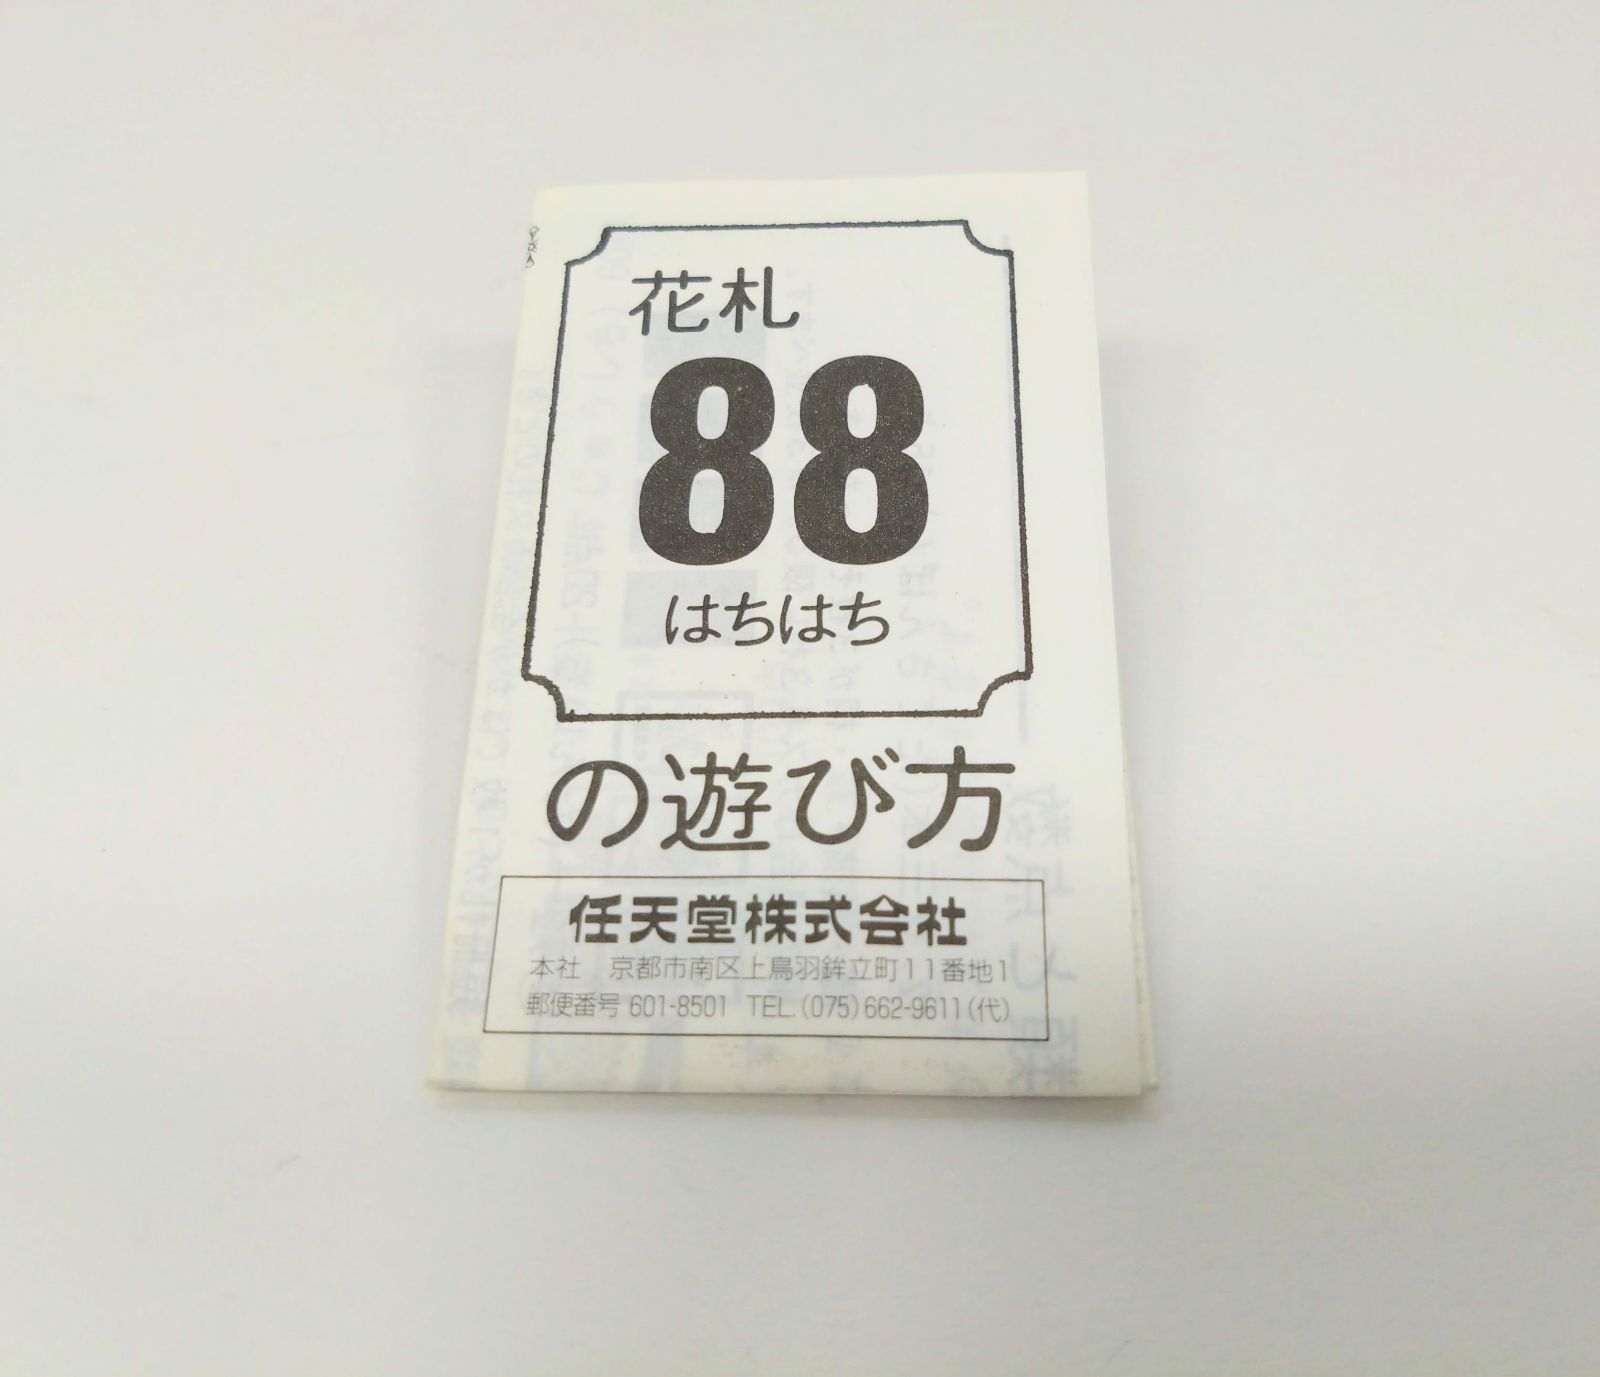 花札
88
はちはち
の遊び方
任天堂株式会社
本社　京都市南区上鳥羽鉾立町11番地1
郵便番号 601-8501　TEL.(075)662-9611(代)